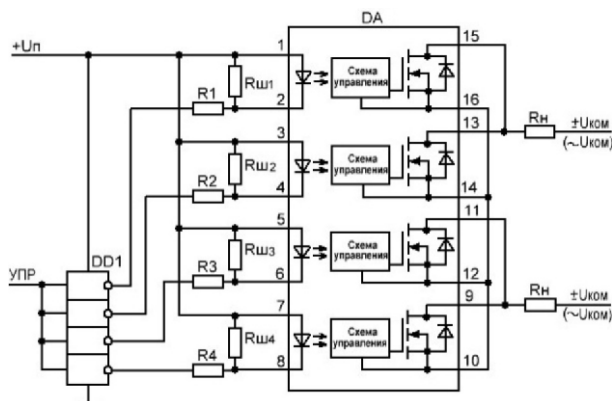 DA
+Uп
1
15
Rш1
Схема
управления
R1
2
16
3
13
Rн
±Uком
(~Uком)
Rш2
Схема
управления
R2
4
14
5
11
DD1
Rш3
Схема
управления
УПР
R3
6
12
7
9
Rн
±Uком
(~Uком)
Rш4
Схема
управления
R4
8
10